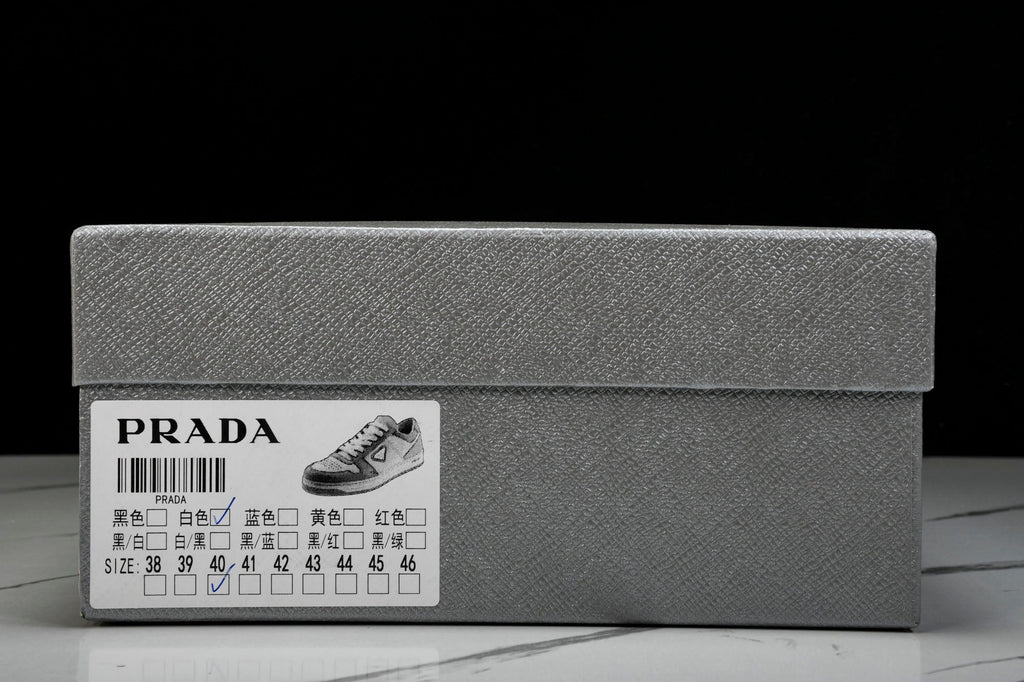 PRADA
PRADA
黑色□ 白色☑ 蓝色□ 黄色□ 红色□
黑/白□ 白/黑□ 黑/蓝□ 黑/红□ 黑/绿□
SIZE: 38 39 40 41 42 43 44 45 46
□ □ ☑ □ □ □ □ □ □